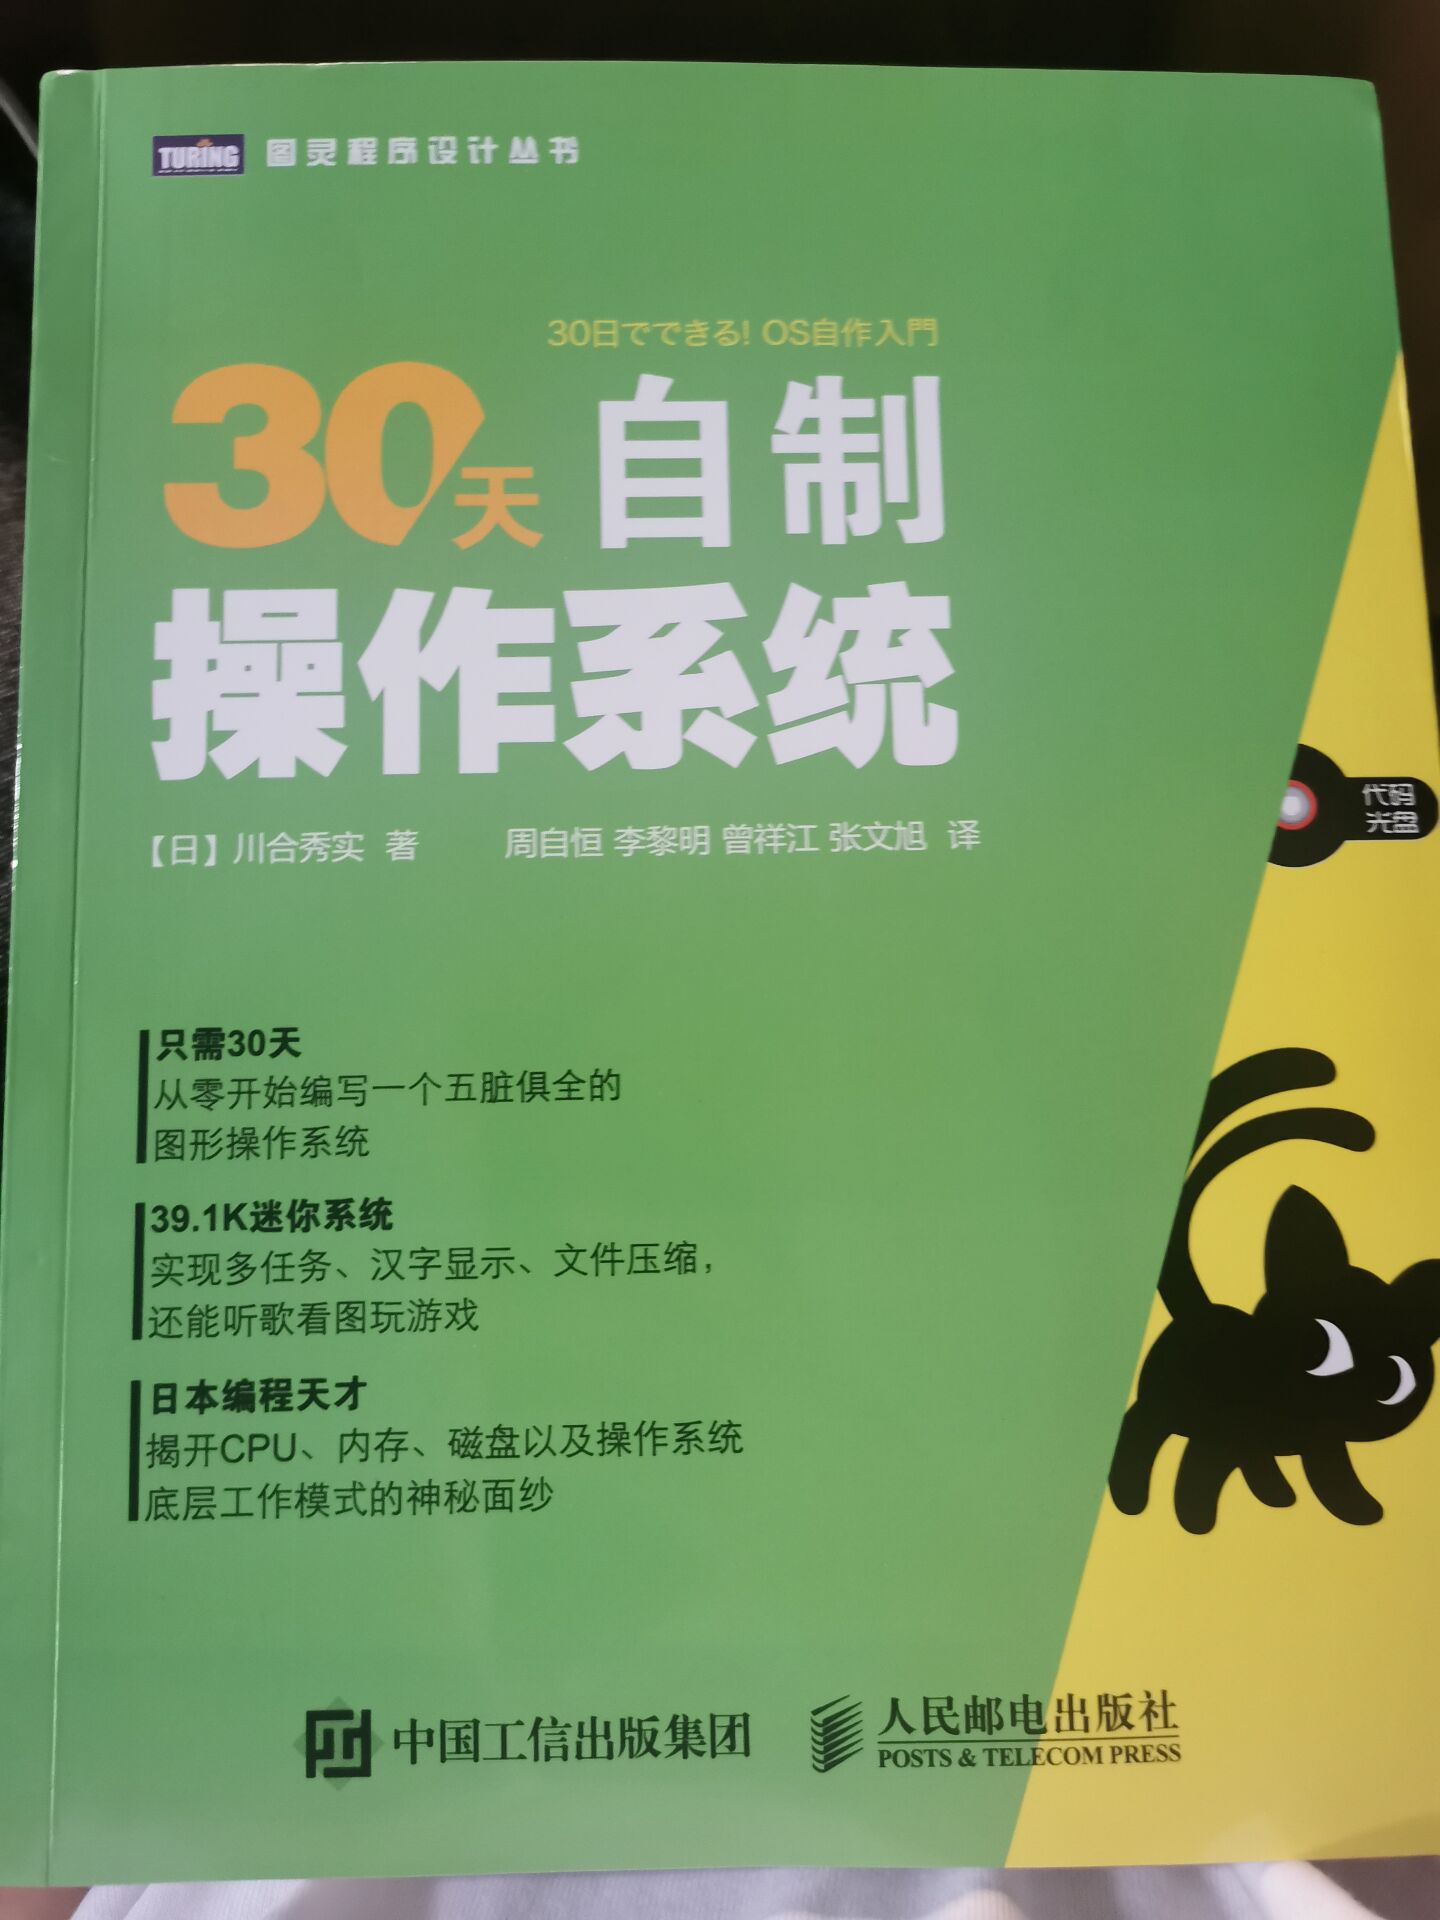 TURING 图灵程序设计丛书
30日でできる! OS自作入門
30天 自制
操作系统
【日】川合秀实 著 周自恒 李黎明 曾祥江 张文旭 译
代码
光盘
只需30天
从零开始编写一个五脏俱全的
图形操作系统
39.1K迷你系统
实现多任务、汉字显示、文件压缩，
还能听歌看图玩游戏
日本编程天才
揭开CPU、内存、磁盘以及操作系统
底层工作模式的神秘面纱
中国工信出版集团
人民邮电出版社
POSTS & TELECOM PRESS